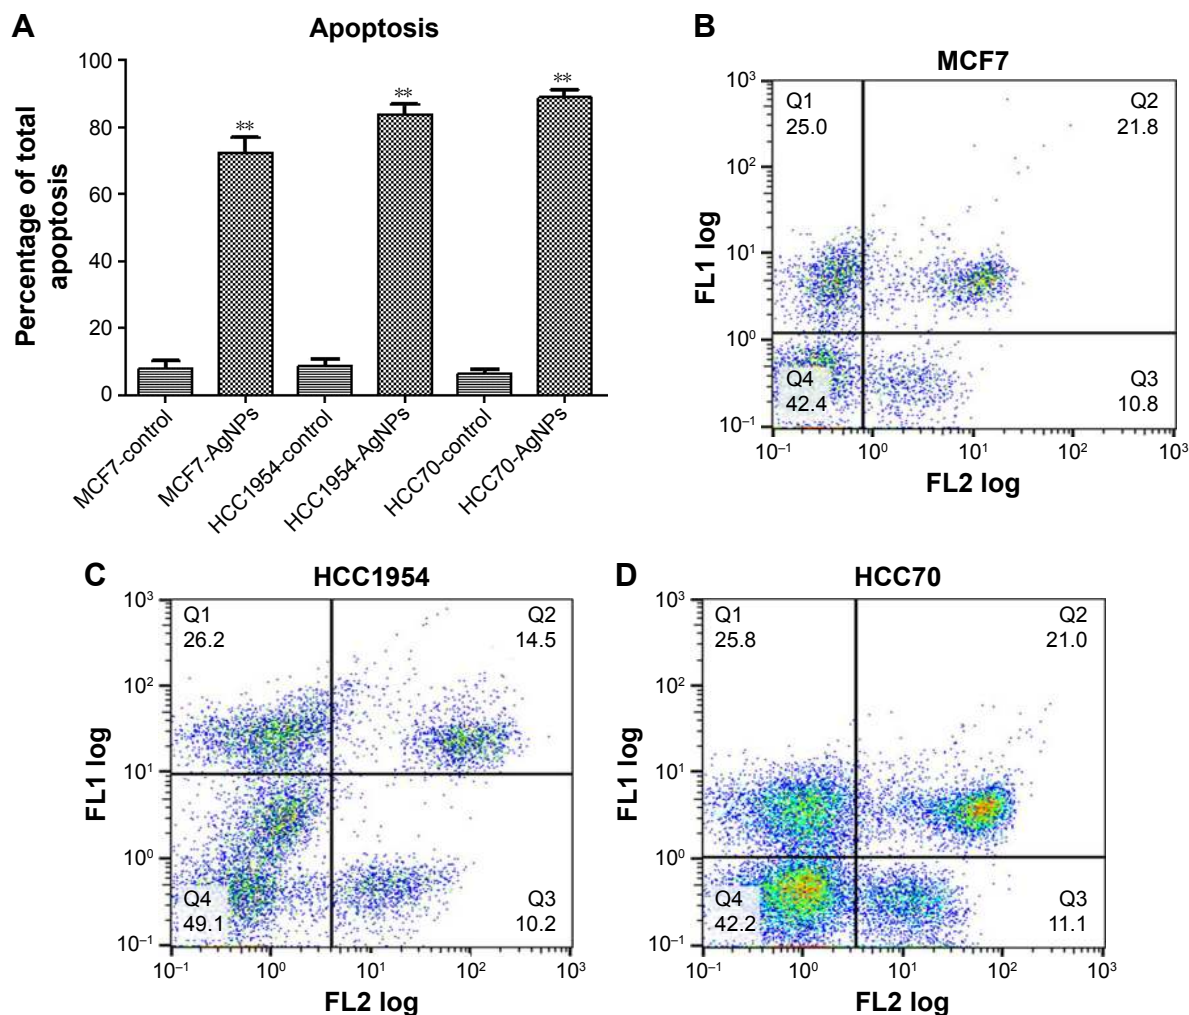 A
Apoptosis
Percentage of total
apoptosis
100
80
60
40
20
0
**
**
**
MCF7-control
MCF7-AgNPs
HCC1954-control
HCC1954-AgNPs
HCC70-control
HCC70-AgNPs
B
MCF7
Q1
25.0
Q2
21.8
Q4
42.4
Q3
10.8
FL1 log
10³
10²
10¹
10⁰
10⁻¹
10⁻¹ 10⁰ 10¹ 10² 10³
FL2 log
C
HCC1954
Q1
26.2
Q2
14.5
Q4
49.1
Q3
10.2
FL1 log
10³
10²
10¹
10⁰
10⁻¹
10⁻¹ 10⁰ 10¹ 10² 10³
FL2 log
D
HCC70
Q1
25.8
Q2
21.0
Q4
42.2
Q3
11.1
FL1 log
10³
10²
10¹
10⁰
10⁻¹
10⁻¹ 10⁰ 10¹ 10² 10³
FL2 log